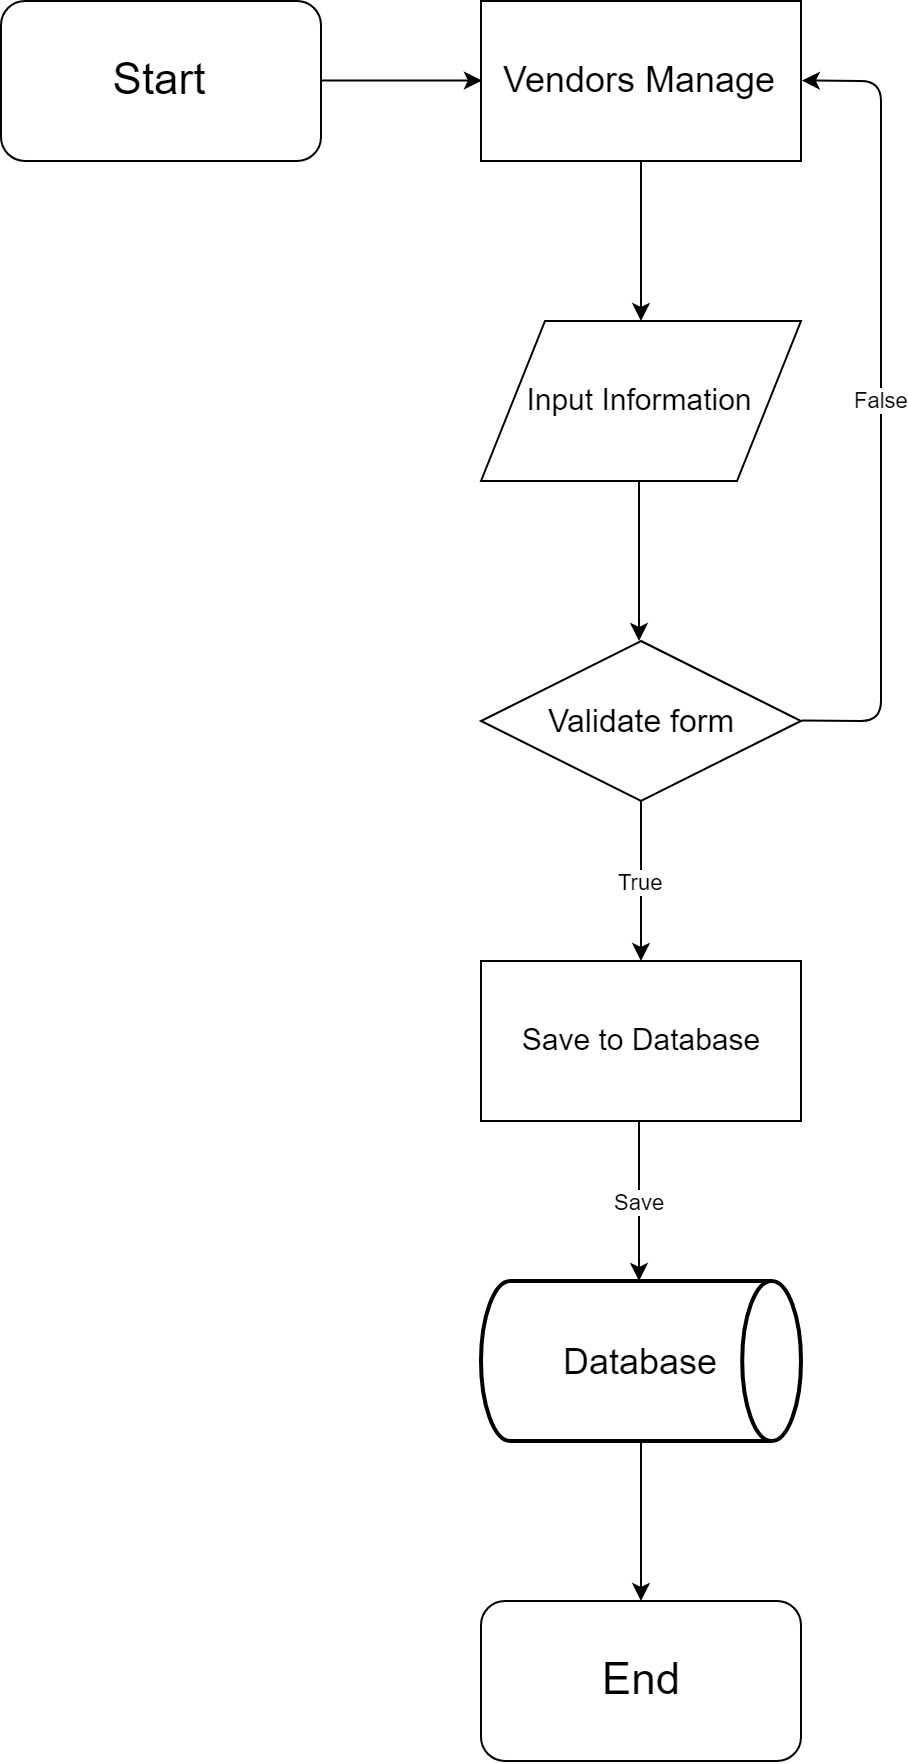 Start
Vendors Manage
Input Information
False
Validate form
True
Save to Database
Save
Database
End